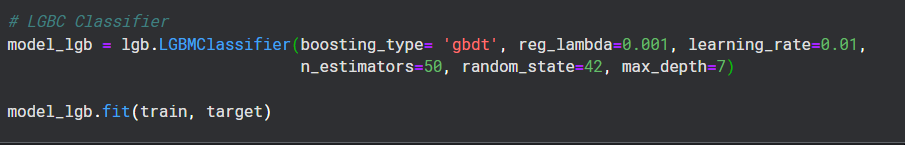 # LGBC Classifier
model_lgb = lgb.LGBMClassifier(boosting_type= 'gbdt', reg_lambda=0.001, learning_rate=0.01,
n_estimators=50, random_state=42, max_depth=7)
model_lgb.fit(train, target)